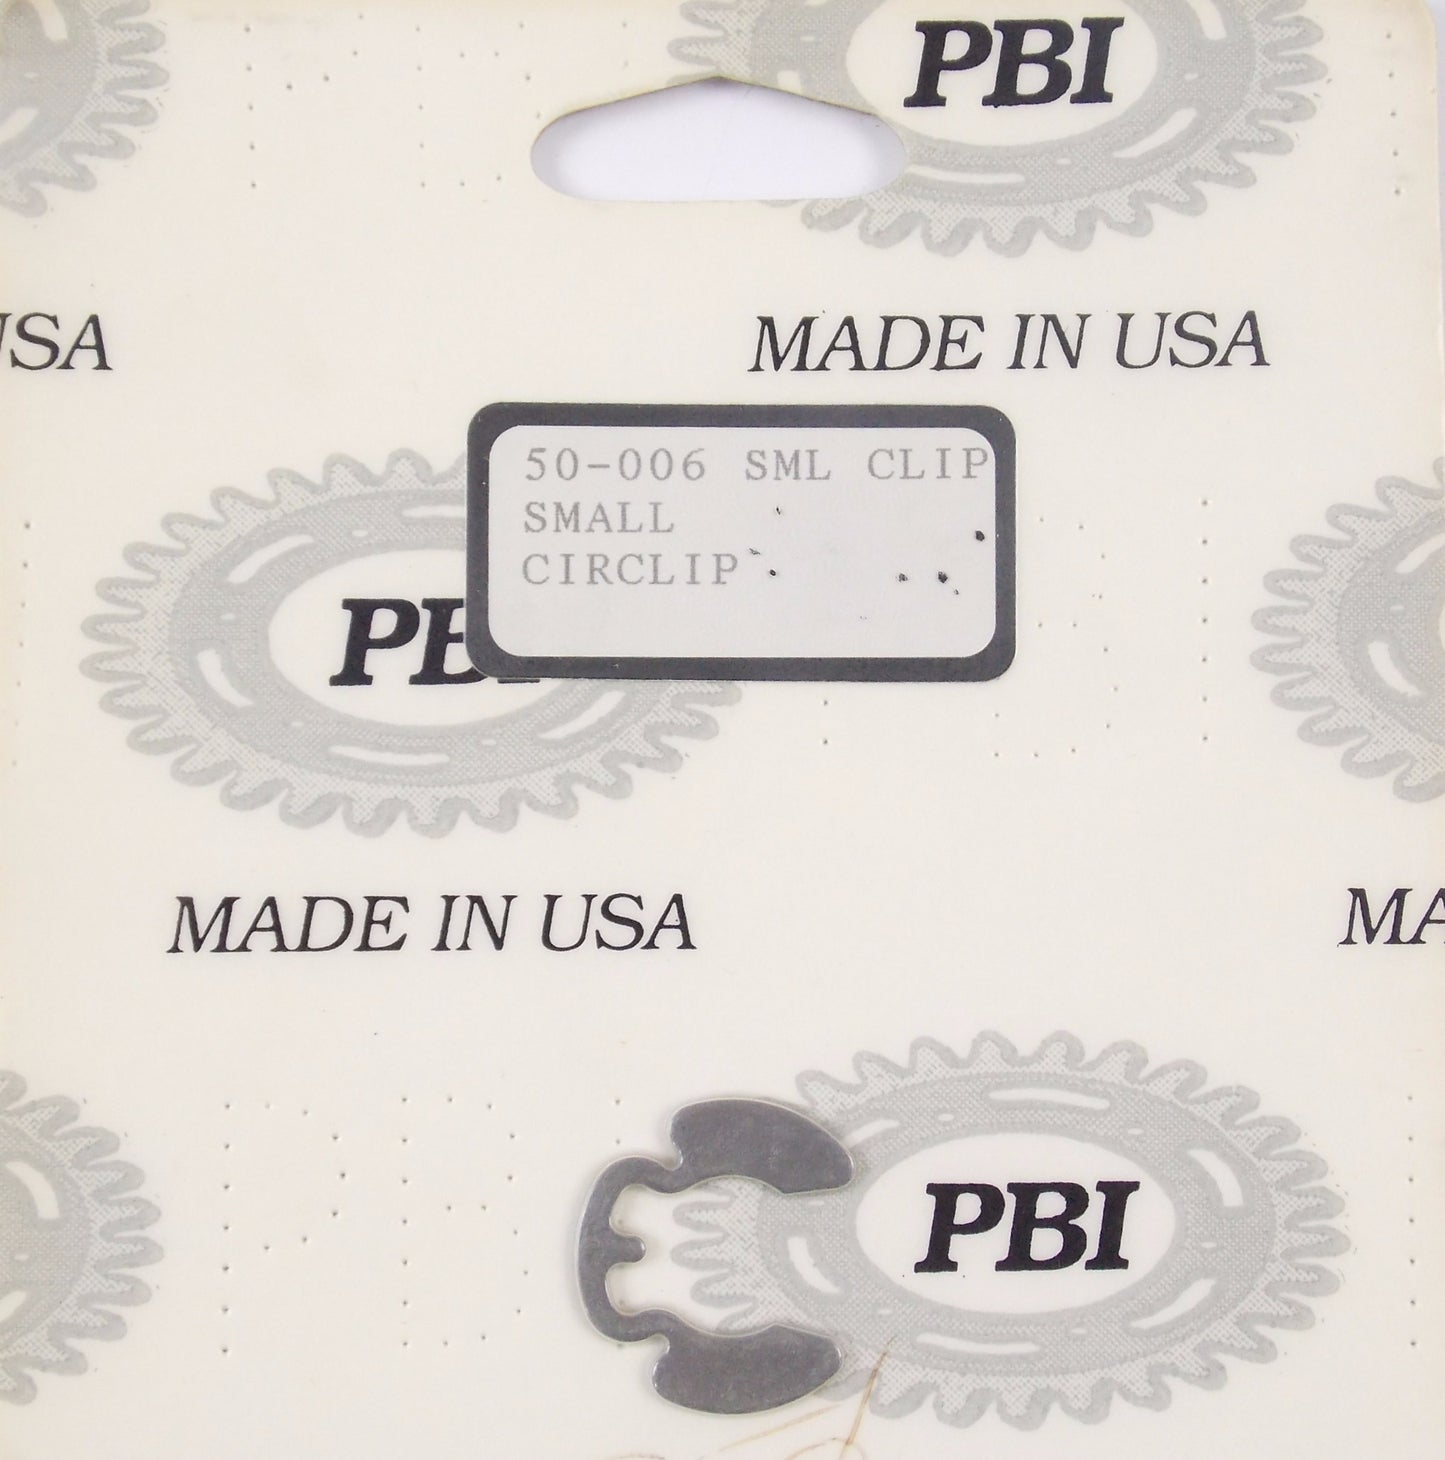 PBI
USA
MADE IN USA
50-006 SML CLIP
SMALL
CIRCLIP
PB
MADE IN USA
MA
PBI